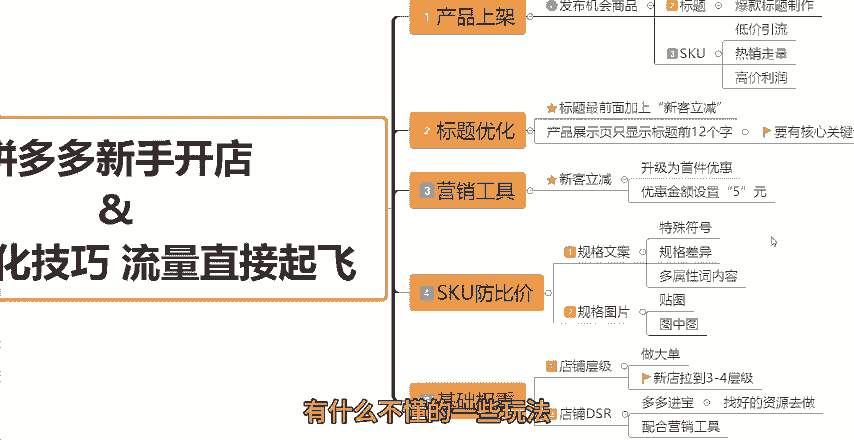 拼多多新手开店
&
化技巧 流量直接起飞
1 产品上架
发布机会商品
2 标题
爆款标题制作
3 SKU
低价引流
热销走量
高价利润
2 标题优化
标题最前面加上“新客立减”
产品展示页只显示标题前12个字
要有核心关键
3 营销工具
新客立减
升级为首件优惠
优惠金额设置“5”元
4 SKU防比价
1 规格文案
特殊符号
规格差异
多属性词内容
2 规格图片
贴图
图中图
基础权重
店铺层级
做大单
新店拉到3-4层级
2 店铺DSR
多多进宝
找好的资源去做
配合营销工具
有什么不懂的一些玩法